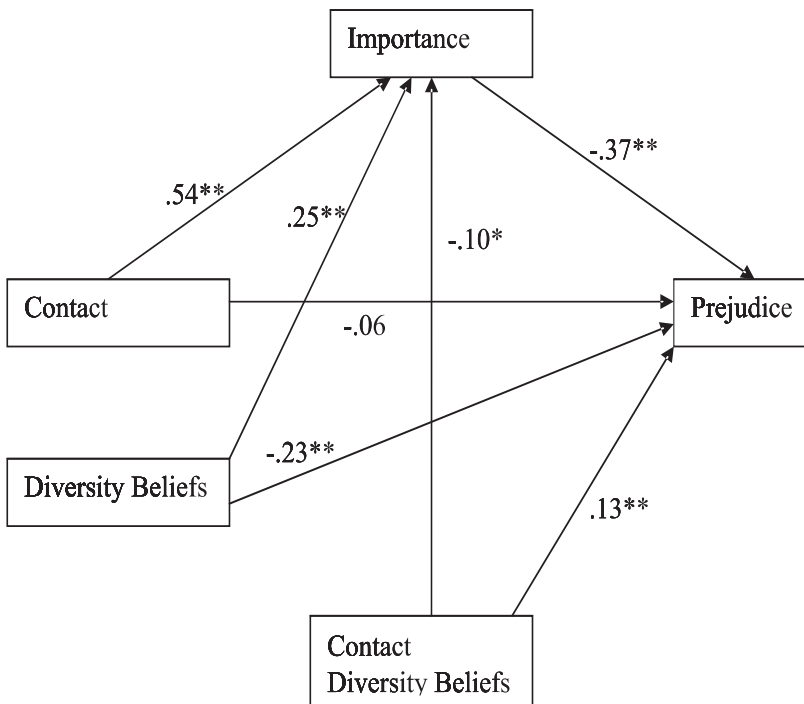 Importance
-.37**
.54**
.25**
-.10*
Contact
Prejudice
-.06
-.23**
Diversity Beliefs
.13**
Contact
Diversity Beliefs